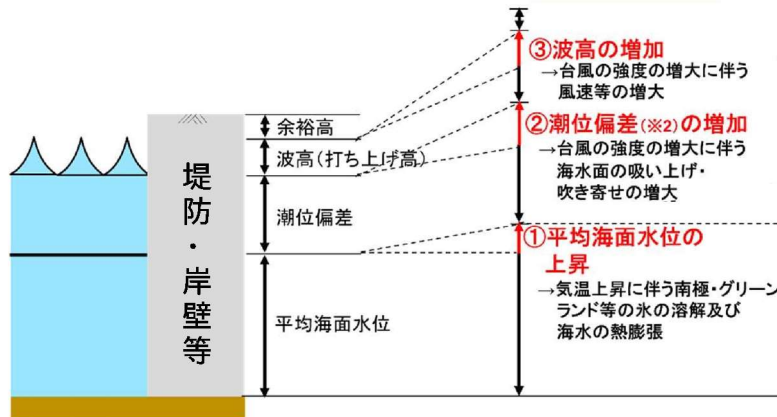 堤防・岸壁等
余裕高
波高(打ち上げ高)
潮位偏差
平均海面水位
③波高の増加
→台風の強度の増大に伴う
風速等の増大
②潮位偏差(※2)の増加
→台風の強度の増大に伴う
海水面の吸い上げ・
吹き寄せの増大
①平均海面水位の
上昇
→気温上昇に伴う南極・グリーン
ランド等の氷の溶解及び
海水の熱膨張